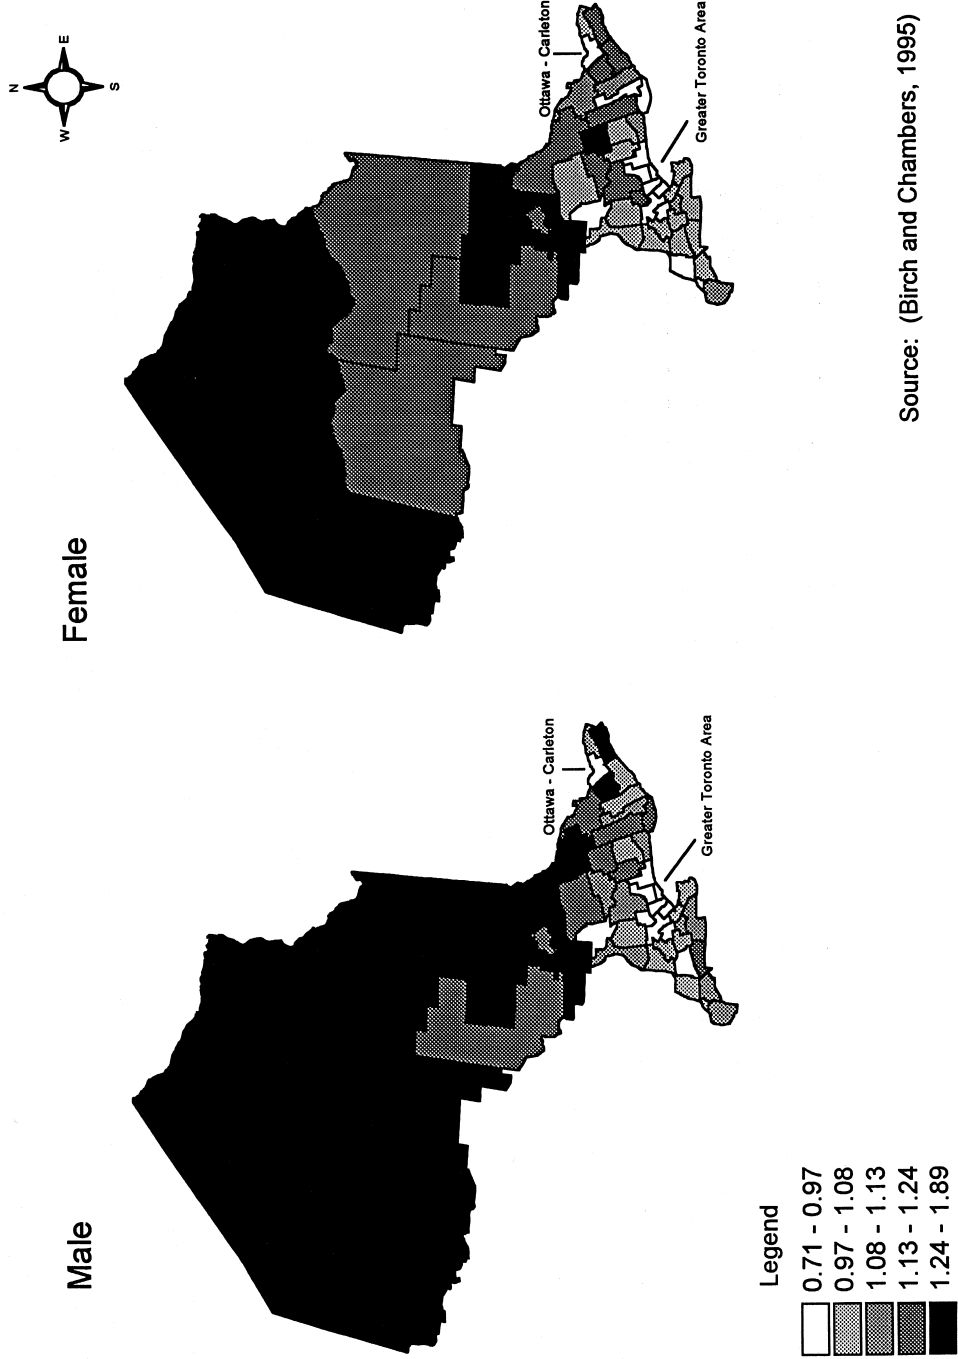 Male
Female
N
W
E
S
Ottawa - Carleton
Greater Toronto Area
Ottawa - Carleton
Greater Toronto Area
Legend
0.71 - 0.97
0.97 - 1.08
1.08 - 1.13
1.13 - 1.24
1.24 - 1.89
Source: (Birch and Chambers, 1995)